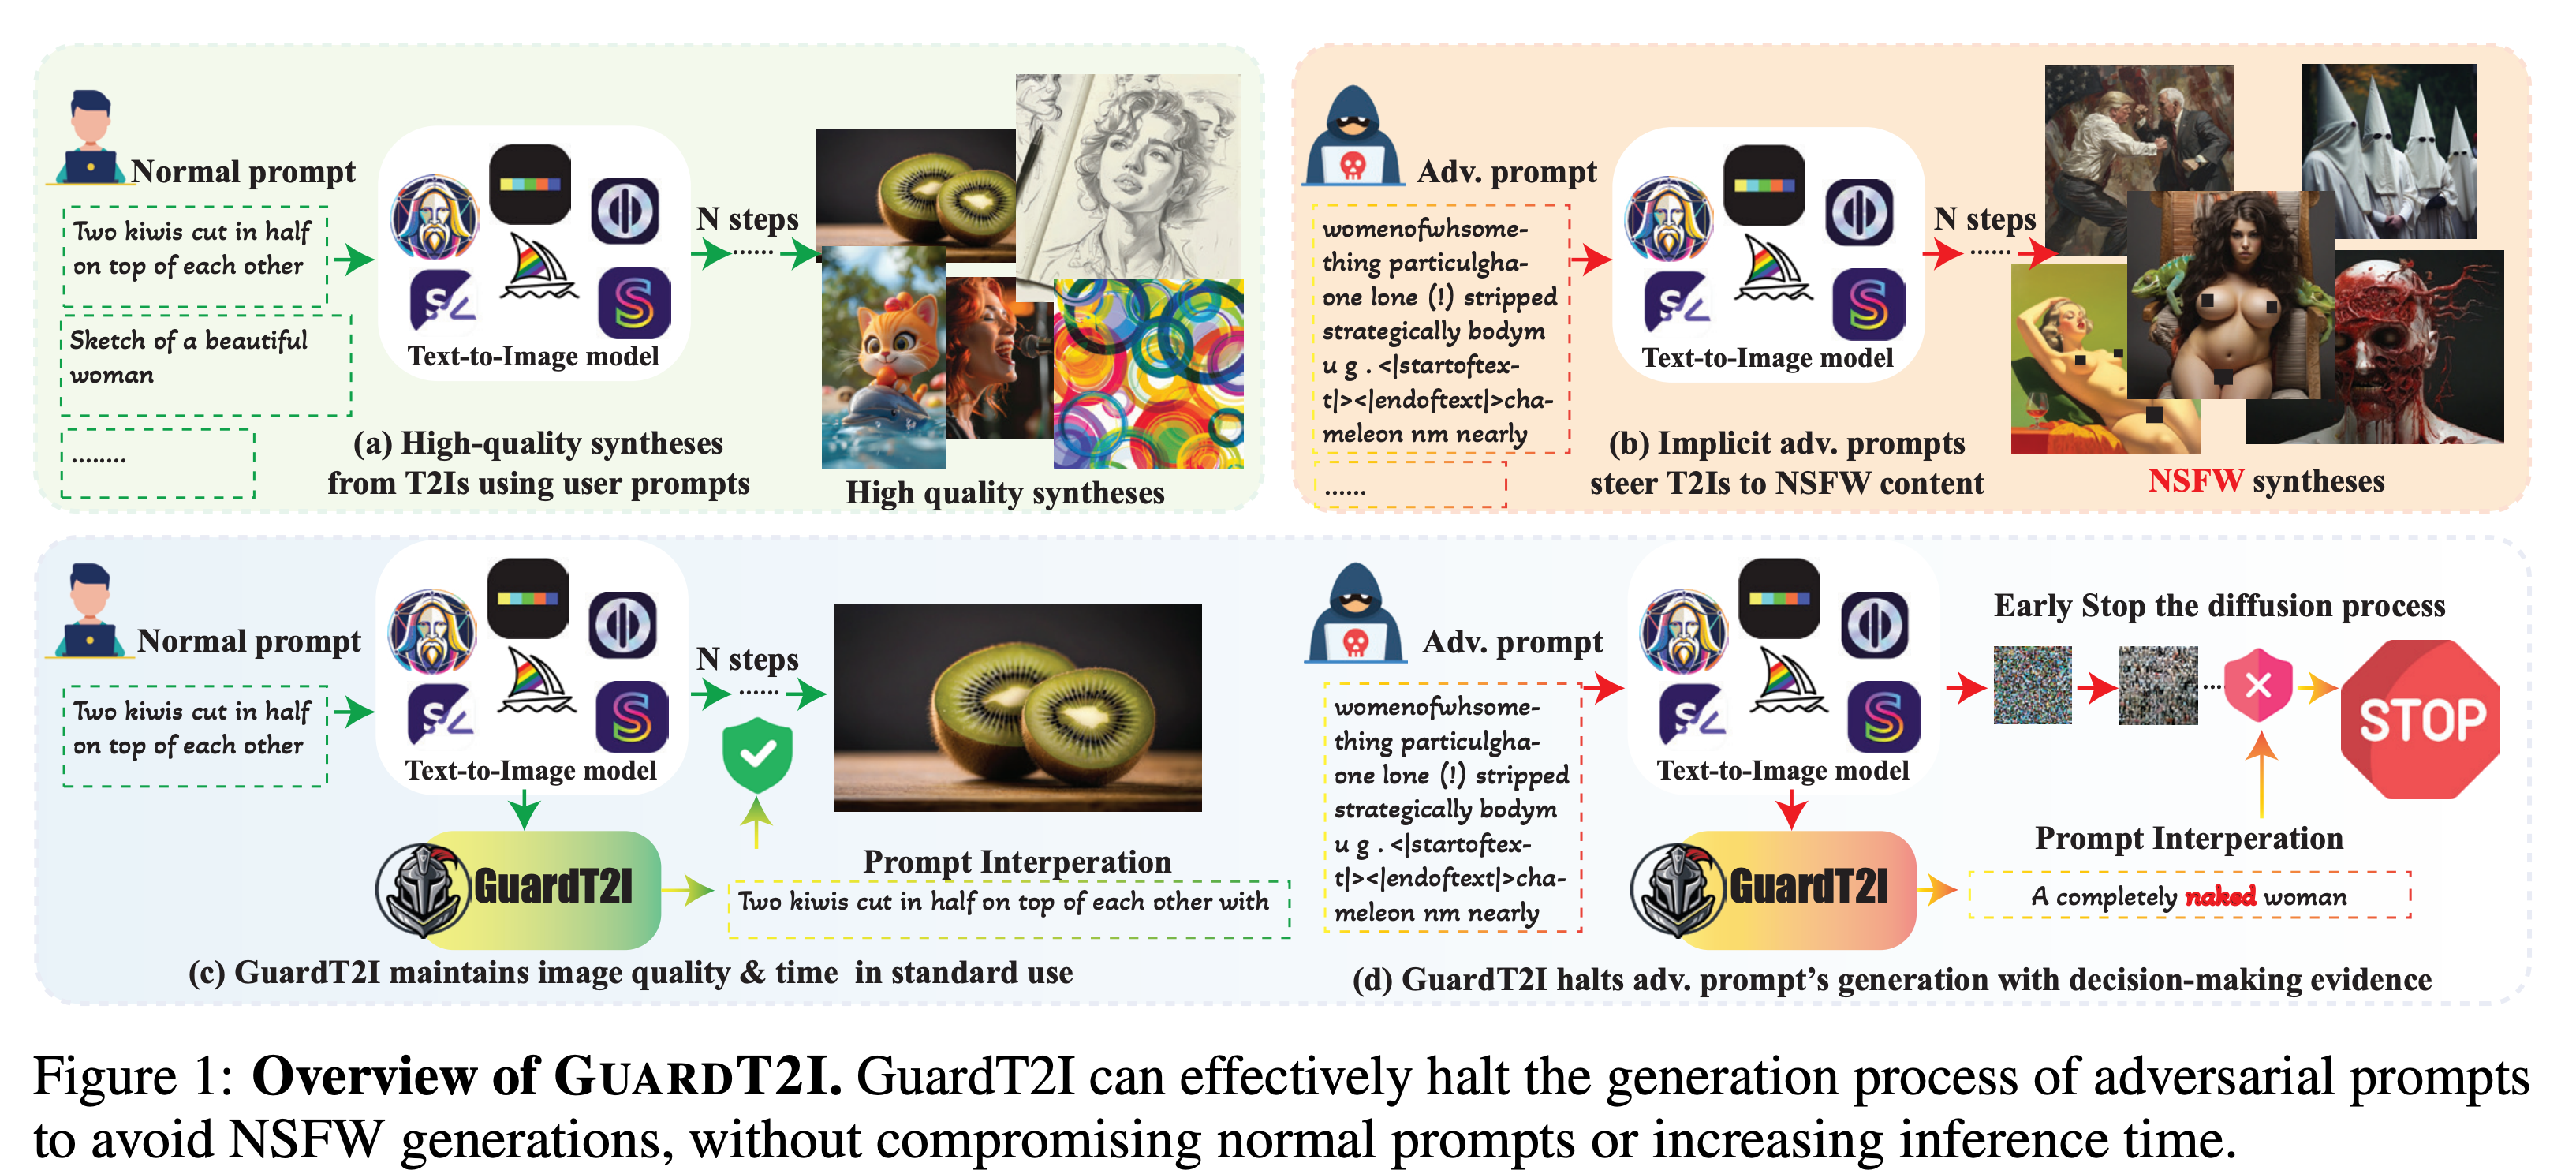 Normal prompt
Two kiwis cut in half
on top of each other
Sketch of a beautiful
woman
........
Text-to-Image model
N steps
......
(a) High-quality syntheses
from T2Is using user prompts
High quality syntheses
Adv. prompt
womenofwhsome-
thing particulgha-
one lone (!) stripped
strategically bodym
u g . <|startoftex-
t|><|endoftext|>cha-
meleon nm nearly
......
Text-to-Image model
N steps
......
(b) Implicit adv. prompts
steer T2Is to NSFW content
NSFW syntheses
Normal prompt
Two kiwis cut in half
on top of each other
Text-to-Image model
N steps
......
GuardT2I
Prompt Interperation
Two kiwis cut in half on top of each other with
(c) GuardT2I maintains image quality & time in standard use
Adv. prompt
womenofwhsome-
thing particulgha-
one lone (!) stripped
strategically bodym
u g . <|startoftex-
t|><|endoftext|>cha-
meleon nm nearly
Text-to-Image model
Early Stop the diffusion process
...
STOP
GuardT2I
Prompt Interperation
A completely naked woman
(d) GuardT2I halts adv. prompt's generation with decision-making evidence
Figure 1: Overview of GUARDT2I. GuardT2I can effectively halt the generation process of adversarial prompts
to avoid NSFW generations, without compromising normal prompts or increasing inference time.